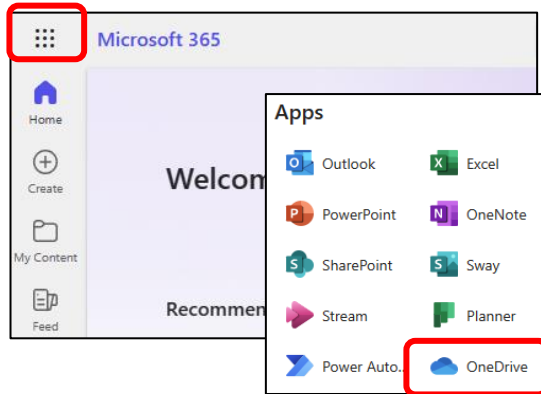 Microsoft 365
Home
Create
My Content
Feed
Welcom
Recommen
Apps
Outlook
Excel
PowerPoint
OneNote
SharePoint
Sway
Stream
Planner
Power Auto..
OneDrive